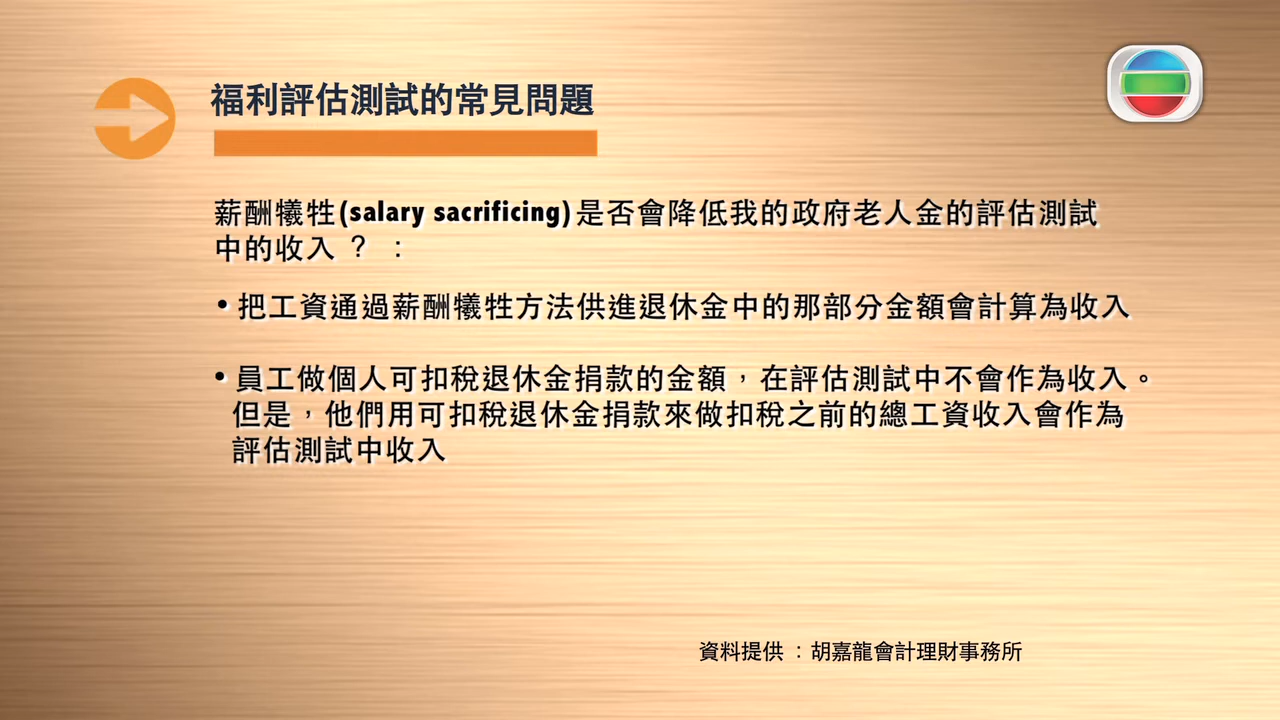 福利評估測試的常見問題
薪酬犧牲(salary sacrificing)是否會降低我的政府老人金的評估測試
中的收入？：
•把工資通過薪酬犧牲方法供進退休金中的那部分金額會計算為收入
•員工做個人可扣稅退休金捐款的金額，在評估測試中不會作為收入。
但是，他們用可扣稅退休金捐款來做扣稅之前的總工資收入會作為
評估測試中收入
資料提供：胡嘉龍會計理財事務所